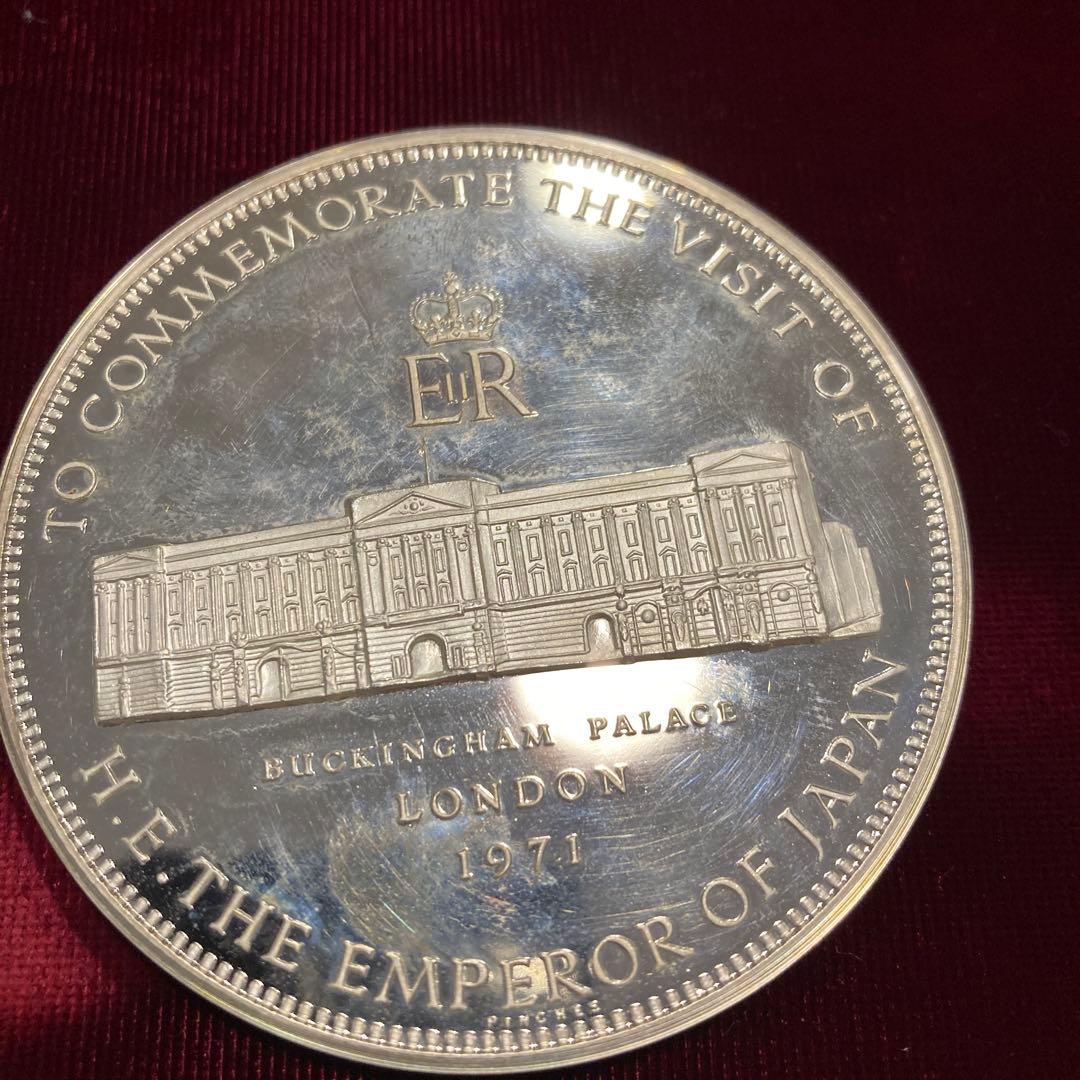 TO COMMEMORATE THE VISIT OF
EIIR
BUCKINGHAM PALACE
LONDON
1971
H.E. THE EMPEROR OF JAPAN
PINCHES